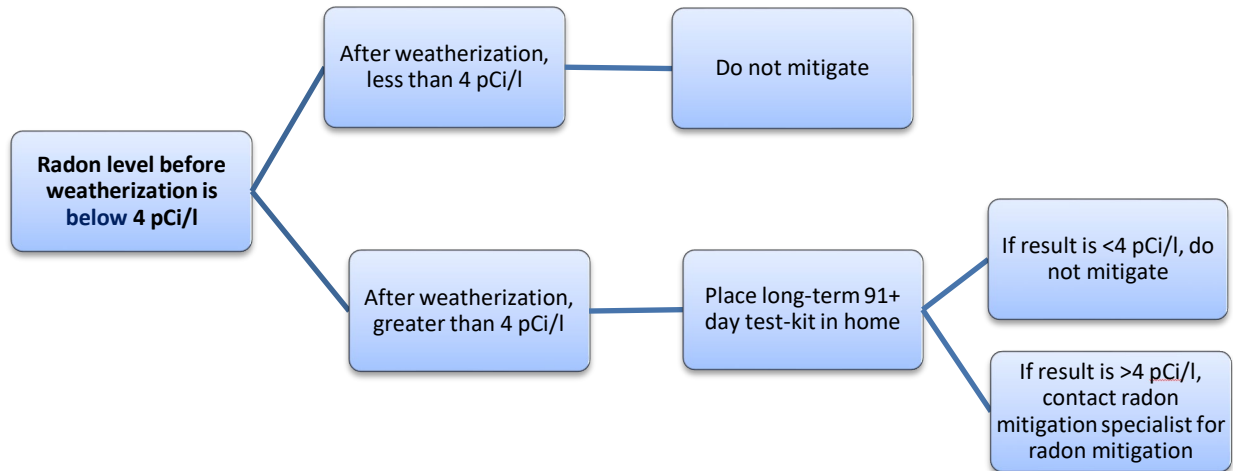 Radon level before
weatherization is
below 4 pCi/l
After weatherization,
less than 4 pCi/l
Do not mitigate
After weatherization,
greater than 4 pCi/l
Place long-term 91+
day test-kit in home
If result is <4 pCi/l, do
not mitigate
If result is >4 pCi/l,
contact radon
mitigation specialist for
radon mitigation